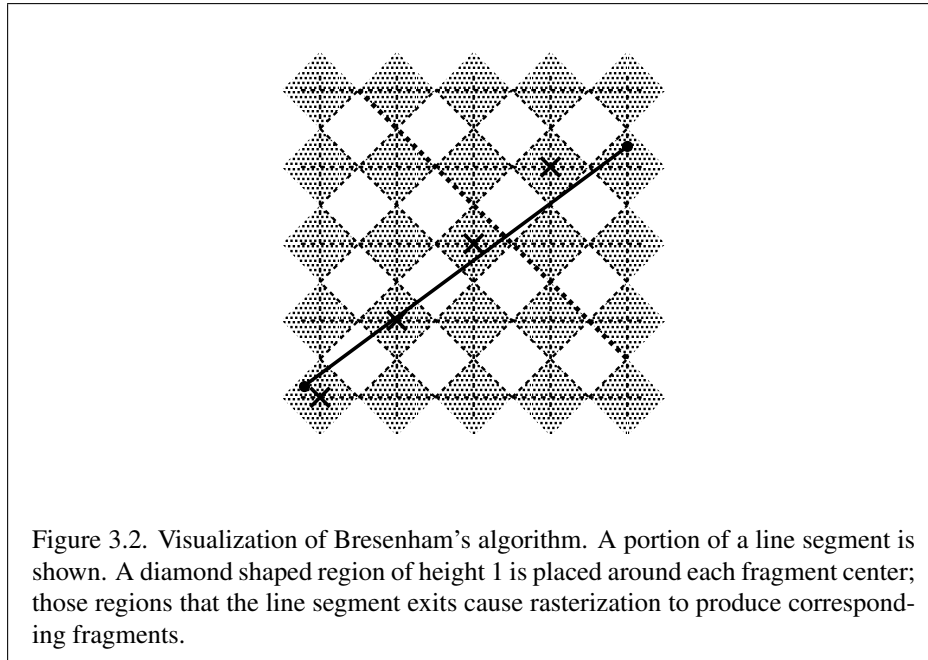 Figure 3.2. Visualization of Bresenham's algorithm. A portion of a line segment is
shown. A diamond shaped region of height 1 is placed around each fragment center;
those regions that the line segment exits cause rasterization to produce correspond-
ing fragments.